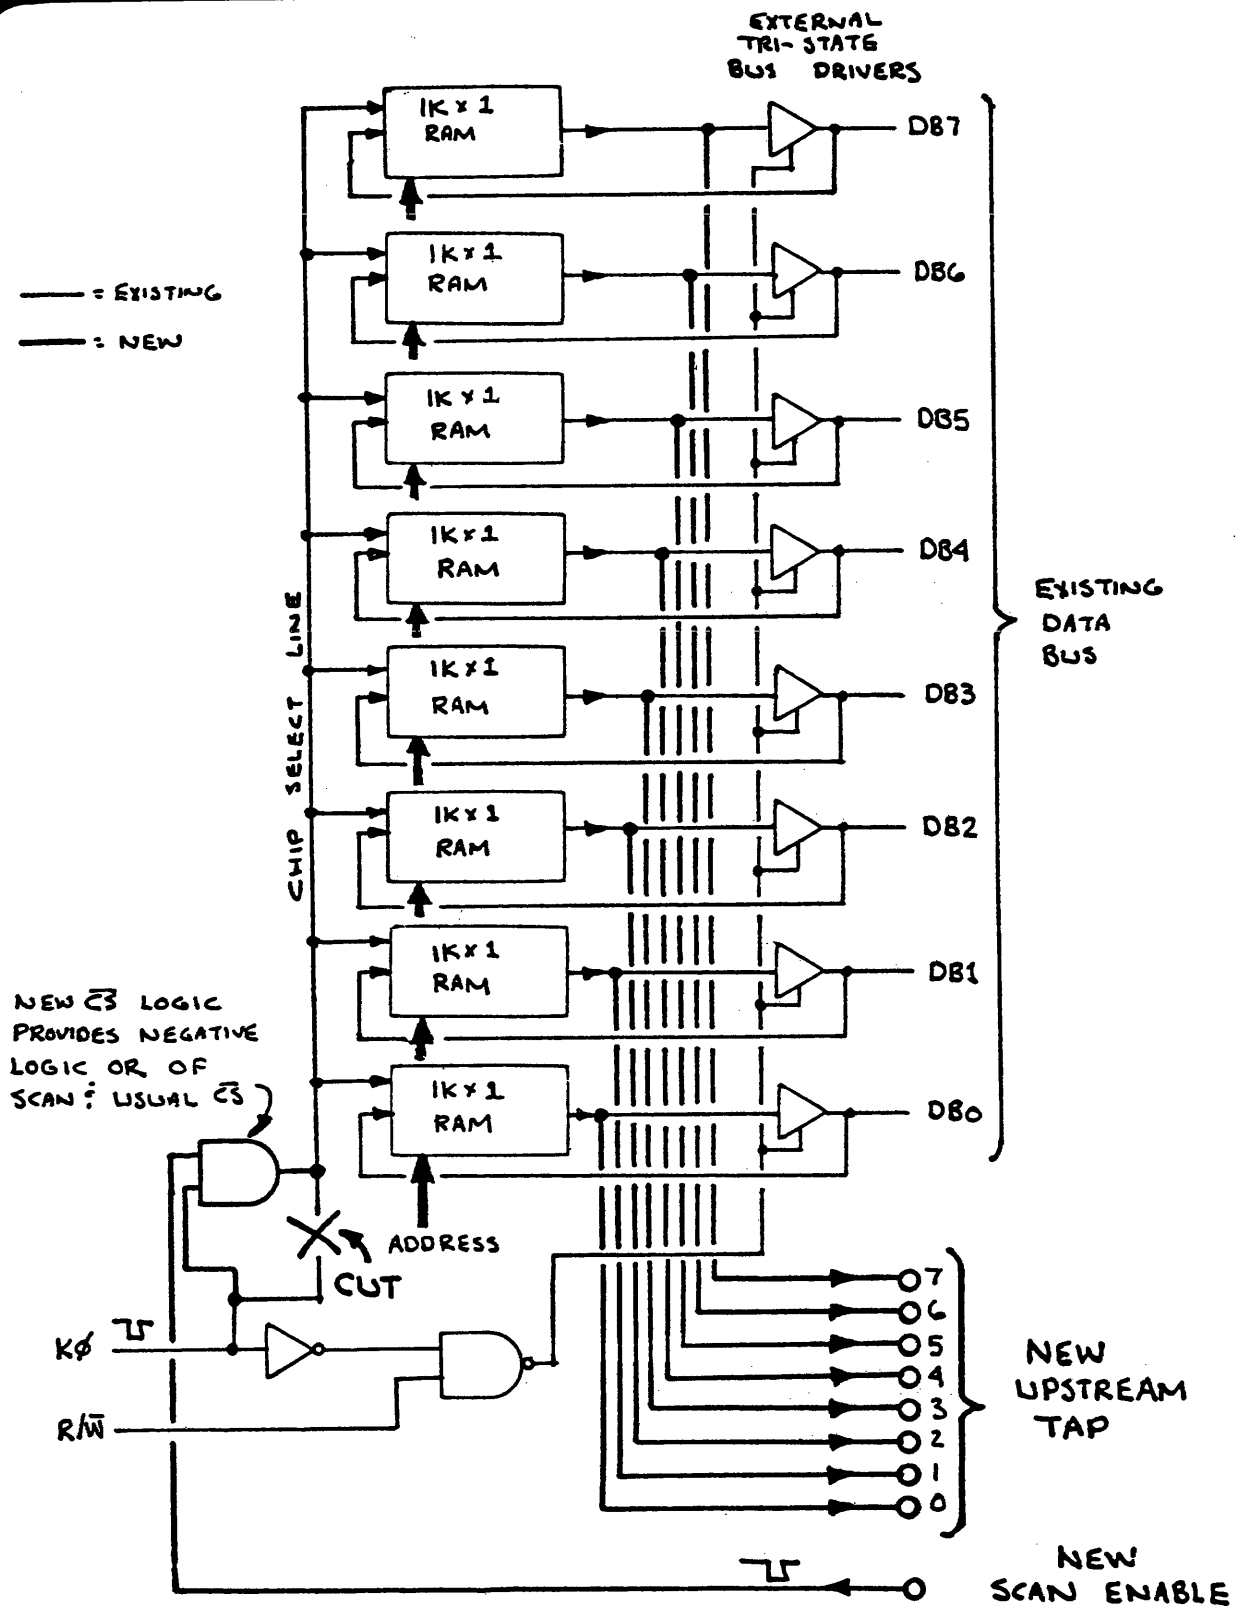 EXTERNAL
TRI-STATE
BUS DRIVERS
1K × 1
RAM
DB7
1K × 1
RAM
DB6
= EXISTING
= NEW
1K × 1
RAM
DB5
1K × 1
RAM
DB4
EXISTING
DATA
BUS
CHIP SELECT LINE
1K × 1
RAM
DB3
1K × 1
RAM
DB2
1K × 1
RAM
DB1
NEW C̅S̅ LOGIC
PROVIDES NEGATIVE
LOGIC OR OF
SCAN : USUAL C̅S̅
1K × 1
RAM
DB0
ADDRESS
CUT
KØ
R/W̅
7
6
5
4
3
2
1
0
NEW
UPSTREAM
TAP
NEW
SCAN ENABLE